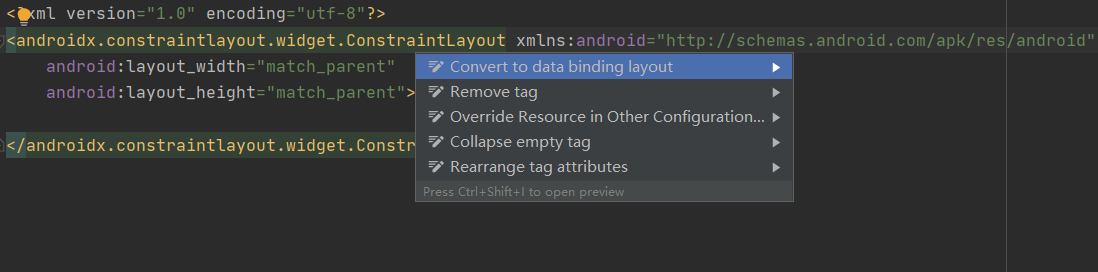 <?xml version="1.0" encoding="utf-8"?>
<androidx.constraintlayout.widget.ConstraintLayout xmlns:android="http://schemas.android.com/apk/res/android"
android:layout_width="match_parent"
android:layout_height="match_parent">
</androidx.constraintlayout.widget.Constr
Convert to data binding layout
Remove tag
Override Resource in Other Configuration...
Collapse empty tag
Rearrange tag attributes
Press Ctrl+Shift+I to open preview